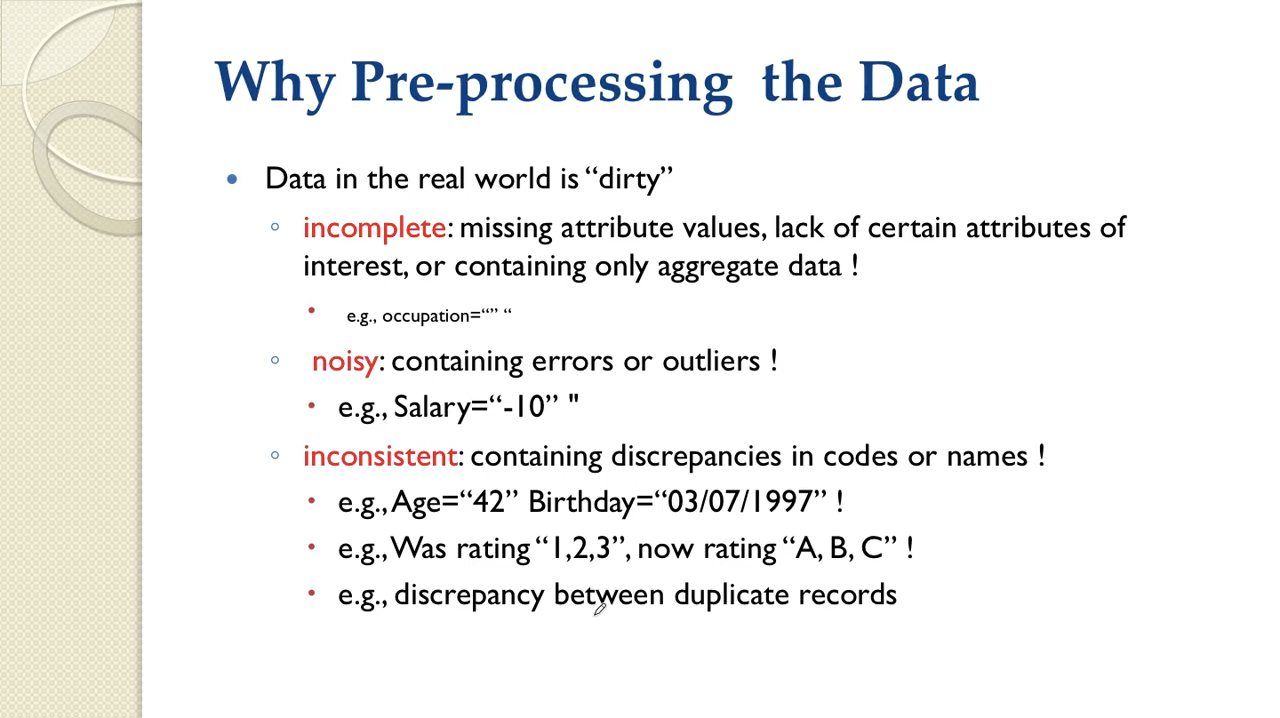 Why Pre-processing the Data
Data in the real world is “dirty”
incomplete: missing attribute values, lack of certain attributes of
interest, or containing only aggregate data !
e.g., occupation=“” “
noisy: containing errors or outliers !
e.g., Salary=“-10” "
inconsistent: containing discrepancies in codes or names !
e.g., Age=“42” Birthday=“03/07/1997” !
e.g., Was rating “1,2,3”, now rating “A, B, C” !
e.g., discrepancy between duplicate records